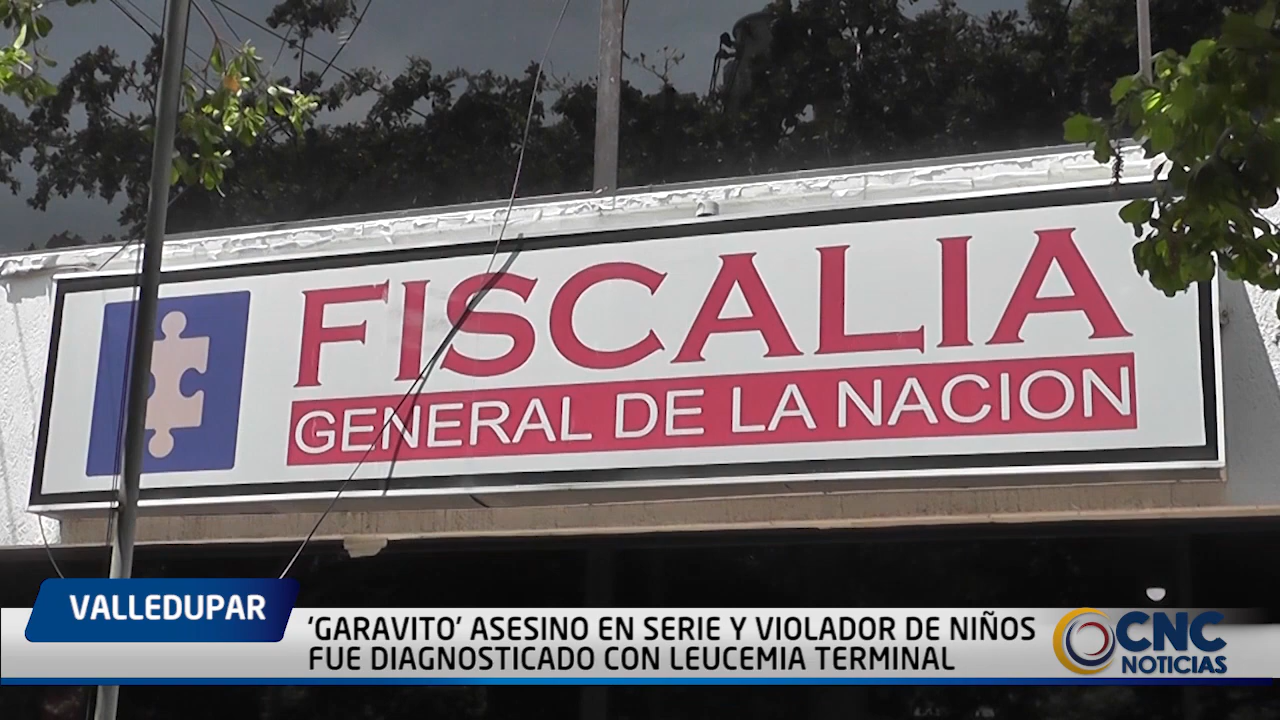 FISCALIA
GENERAL DE LA NACION
VALLEDUPAR
‘GARAVITO’ ASESINO EN SERIE Y VIOLADOR DE NIÑOS
FUE DIAGNOSTICADO CON LEUCEMIA TERMINAL
CNC
NOTICIAS